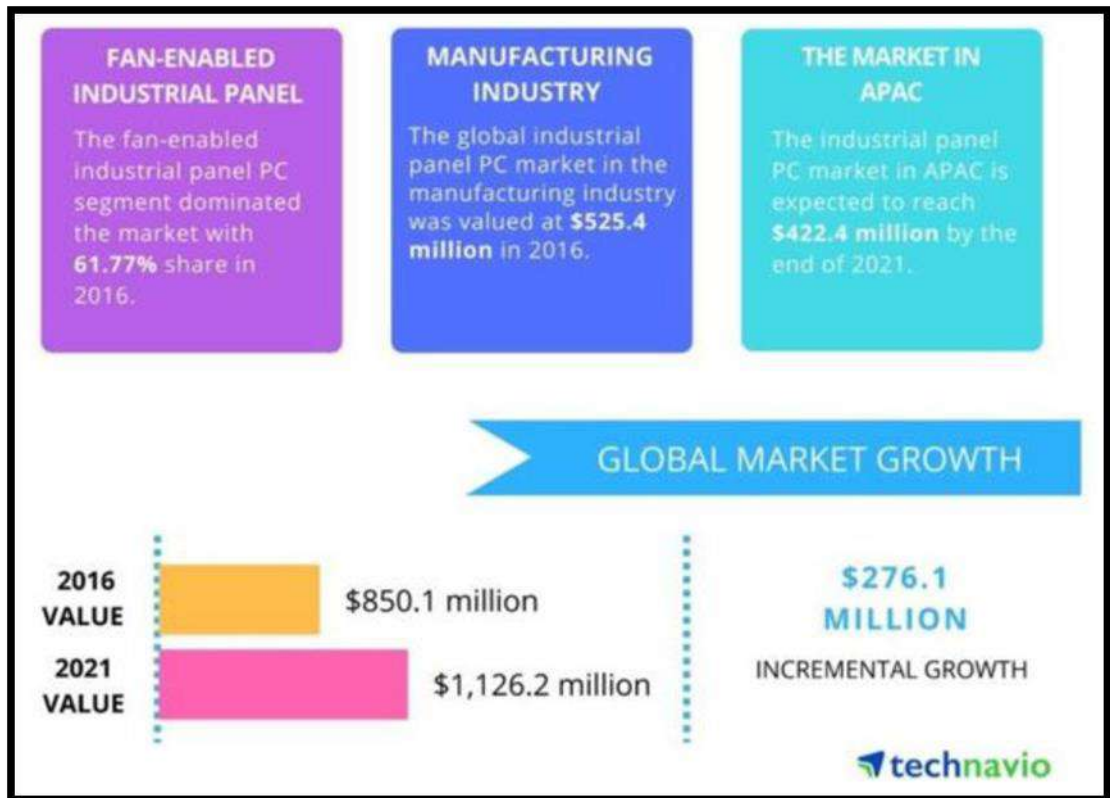 FAN-ENABLED
INDUSTRIAL PANEL
The fan-enabled
industrial panel PC
segment dominated
the market with
61.77% share in
2016.
MANUFACTURING
INDUSTRY
The global industrial
panel PC market in the
manufacturing industry
was valued at $525.4
million in 2016.
THE MARKET IN
APAC
The industrial panel
PC market in APAC is
expected to reach
$422.4 million by the
end of 2021.
GLOBAL MARKET GROWTH
2016
VALUE
$850.1 million
2021
VALUE
$1,126.2 million
$276.1
MILLION
INCREMENTAL GROWTH
technavio